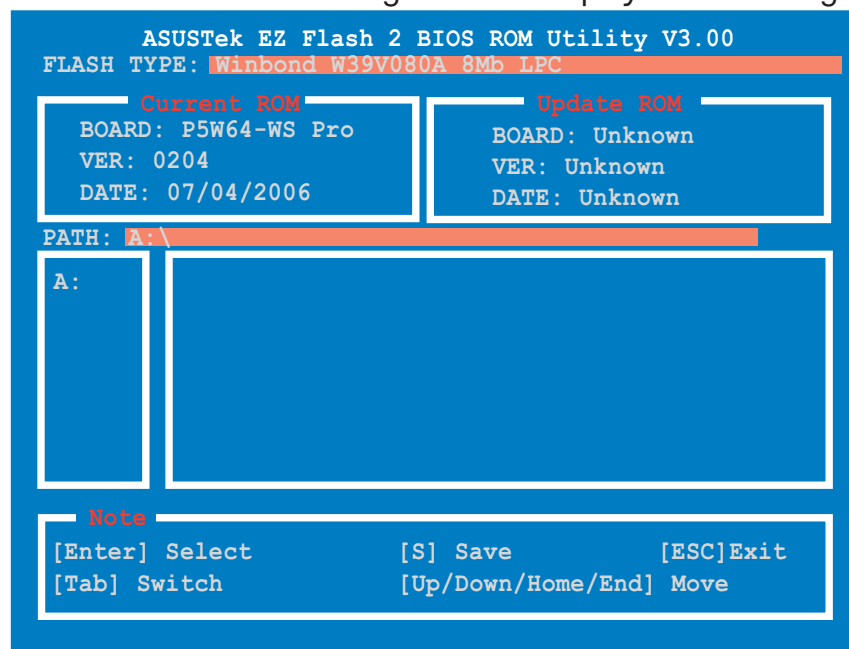 ASUSTek EZ Flash 2 BIOS ROM Utility V3.00
FLASH TYPE: Winbond W39V080A 8Mb LPC
Current ROM
BOARD: P5W64-WS Pro
VER: 0204
DATE: 07/04/2006
Update ROM
BOARD: Unknown
VER: Unknown
DATE: Unknown
PATH: A:\
A:
Note
[Enter] Select [S] Save [ESC]Exit
[Tab] Switch [Up/Down/Home/End] Move